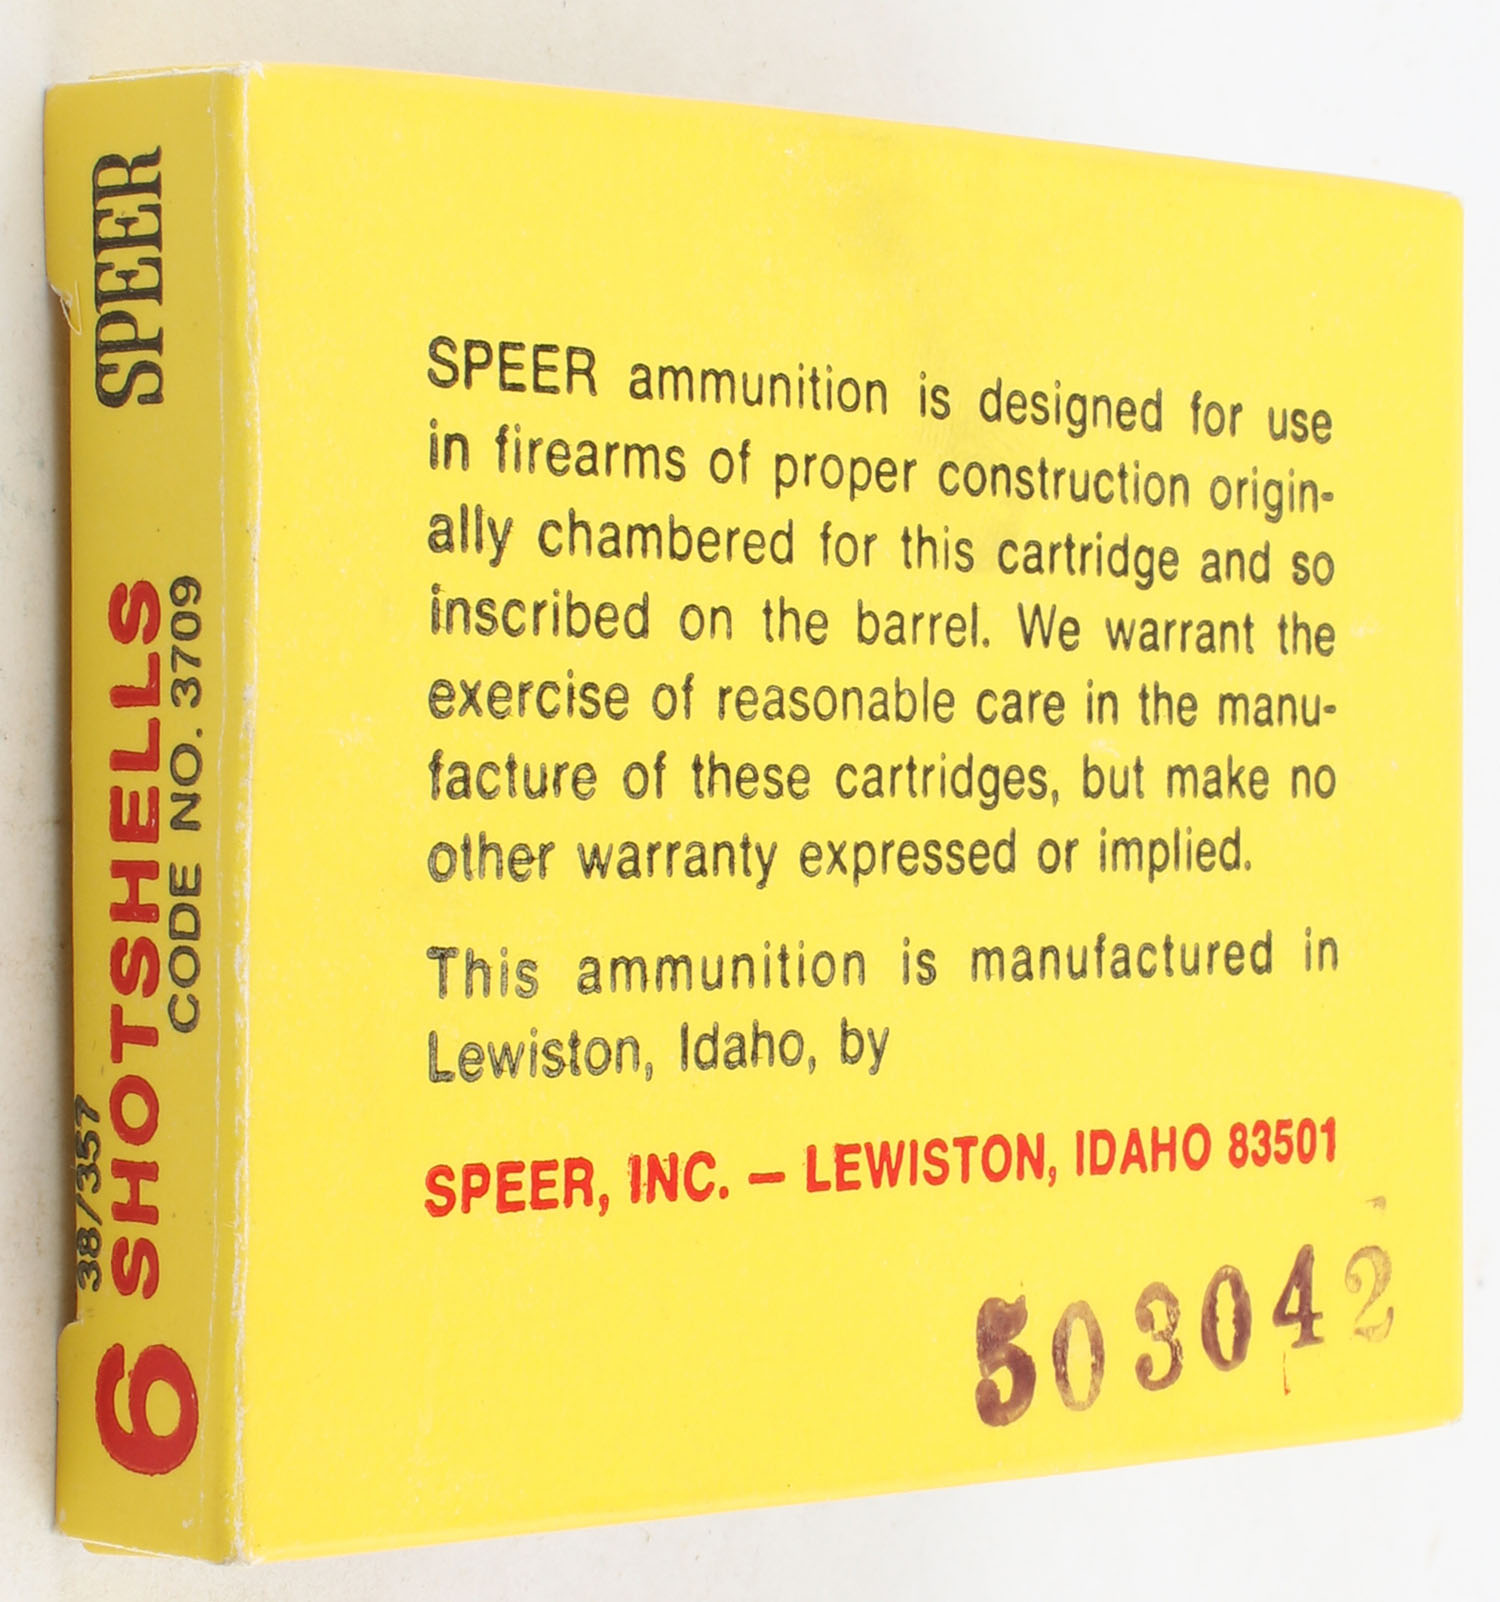 SPEER
38/357
6 SHOTSHELLS
CODE NO. 3709
SPEER ammunition is designed for use
in firearms of proper construction origin-
ally chambered for this cartridge and so
inscribed on the barrel. We warrant the
exercise of reasonable care in the manu-
facture of these cartridges, but make no
other warranty expressed or implied.
This ammunition is manufactured in
Lewiston, Idaho, by
SPEER, INC. — LEWISTON, IDAHO 83501
503042